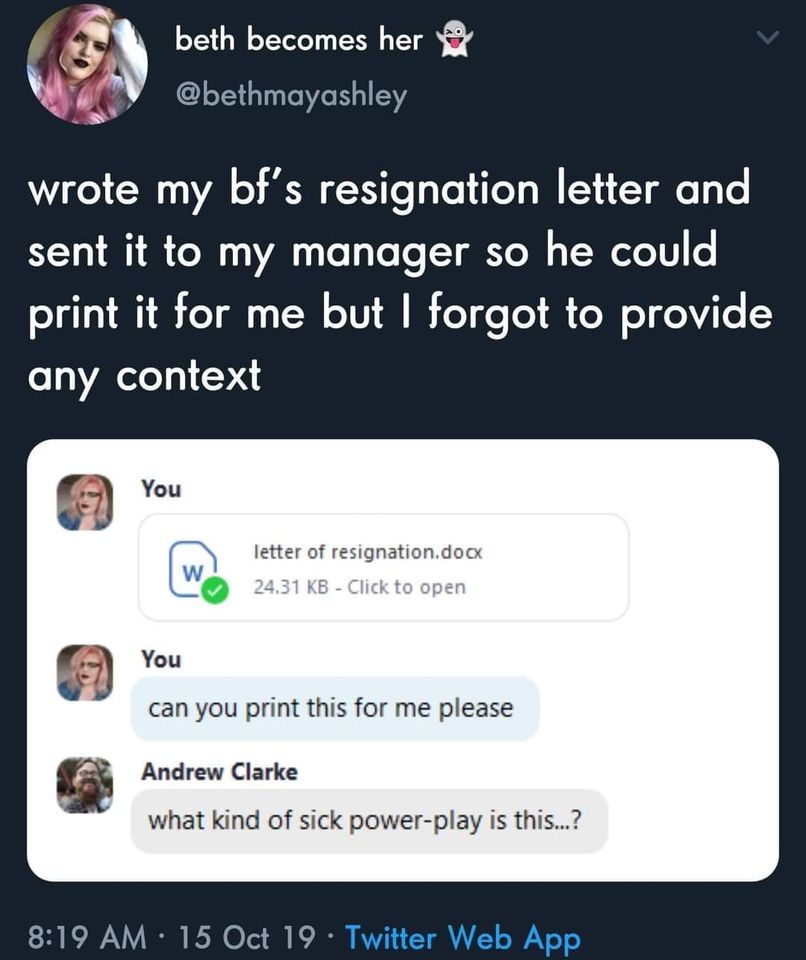 beth becomes her 👻
@bethmayashley
wrote my bf's resignation letter and
sent it to my manager so he could
print it for me but I forgot to provide
any context
You
W
letter of resignation.docx
24.31 KB - Click to open
You
can you print this for me please
Andrew Clarke
what kind of sick power-play is this...?
8:19 AM · 15 Oct 19 · Twitter Web App